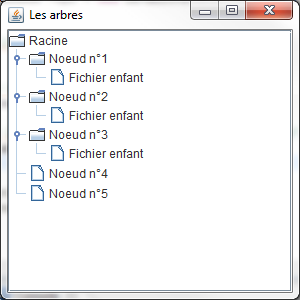 Les arbres
Racine
Noeud n°1
Fichier enfant
Noeud n°2
Fichier enfant
Noeud n°3
Fichier enfant
Noeud n°4
Noeud n°5